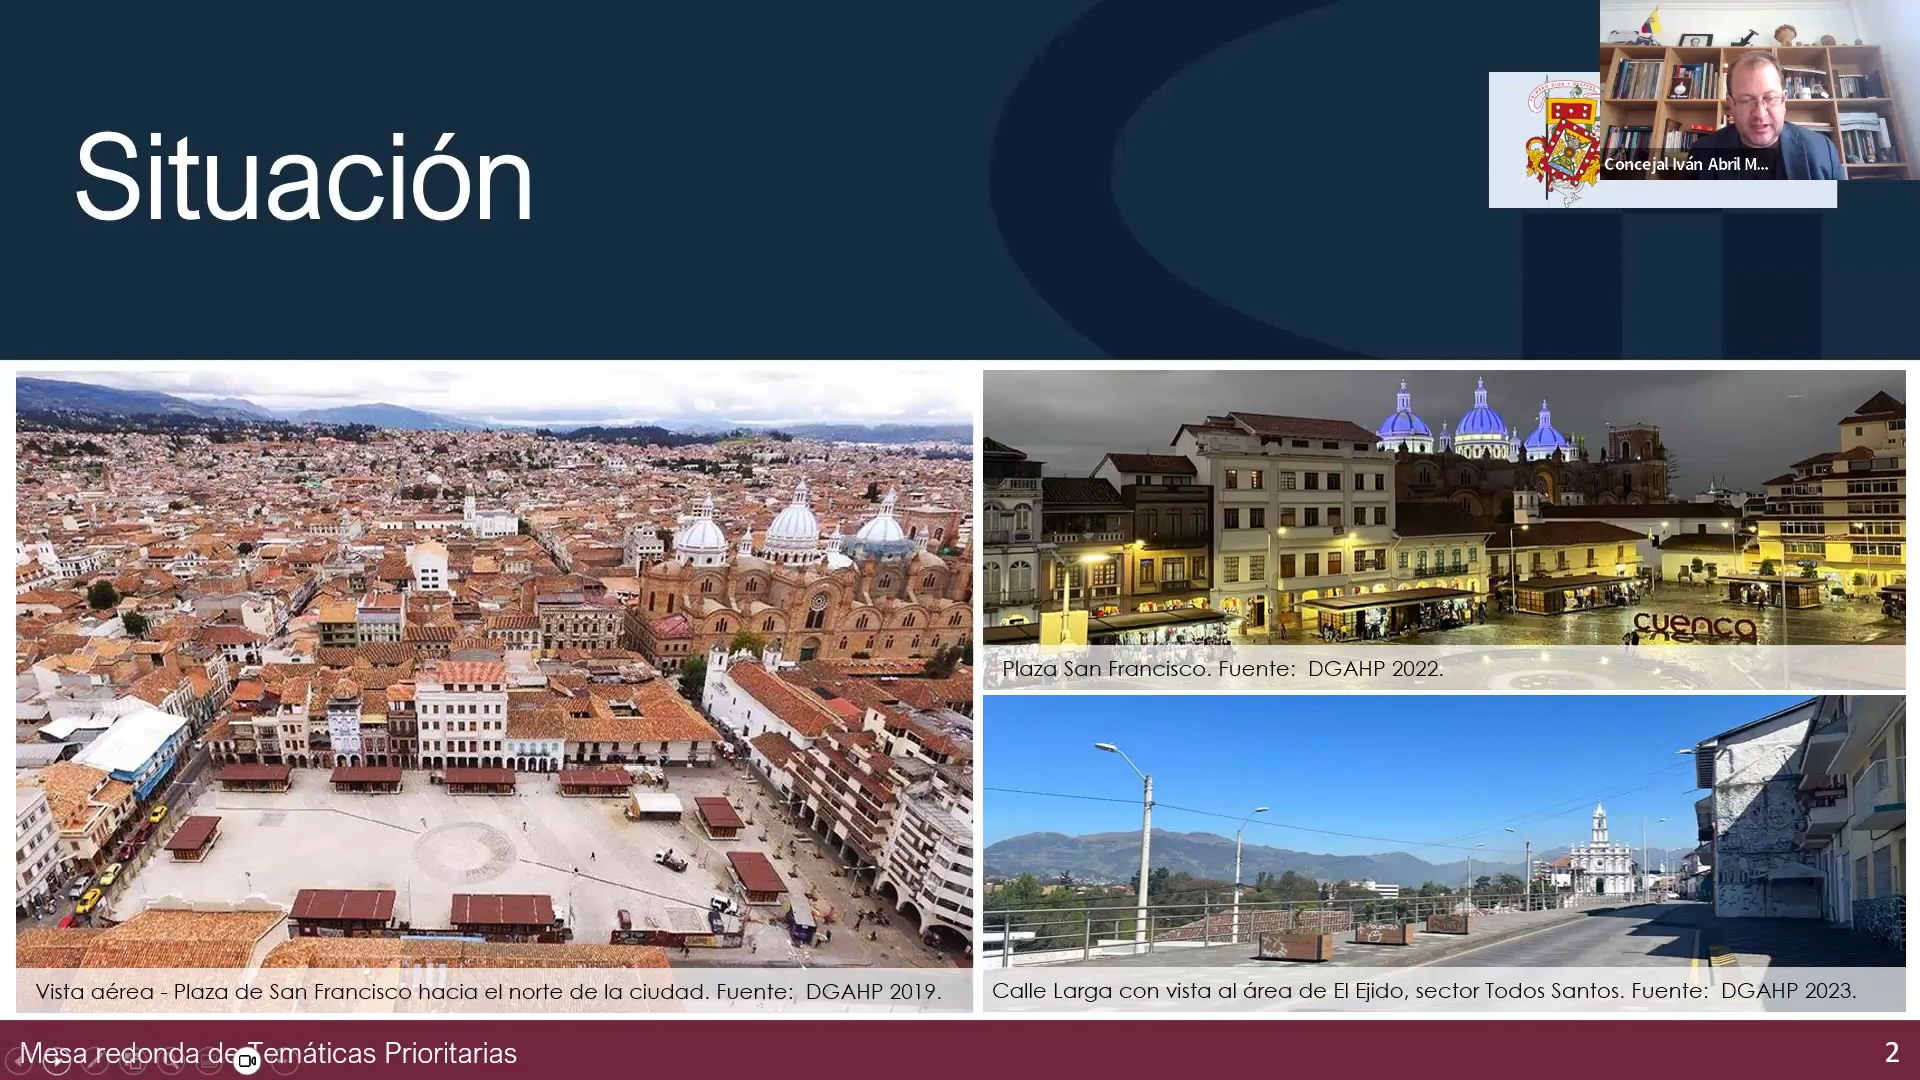 Situación
Concejal Iván Abril M...
cuenca
Plaza San Francisco. Fuente: DGAHP 2022.
Vista aérea - Plaza de San Francisco hacia el norte de la ciudad. Fuente: DGAHP 2019.
Calle Larga con vista al área de El Ejido, sector Todos Santos. Fuente: DGAHP 2023.
Mesa redonda de Temáticas Prioritarias
2